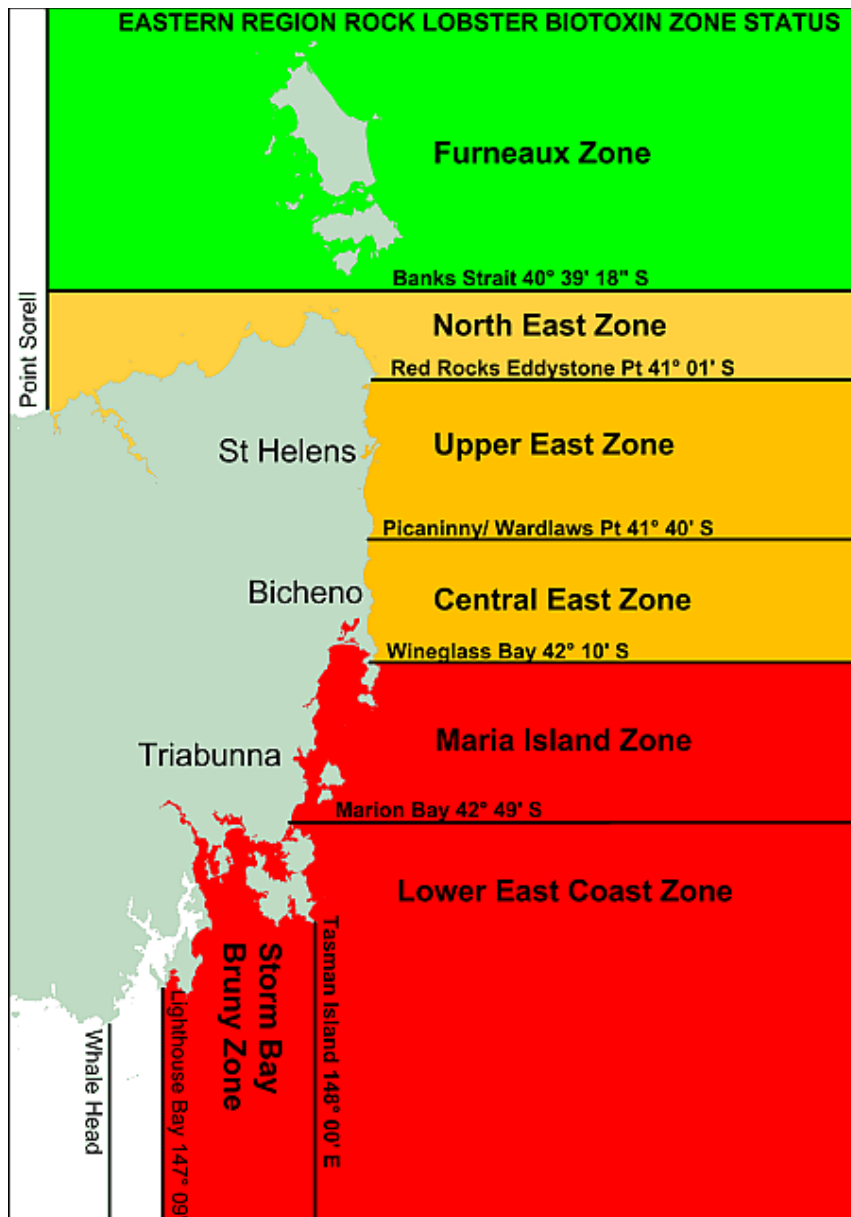 EASTERN REGION ROCK LOBSTER BIOTOXIN ZONE STATUS
Furneaux Zone
Banks Strait 40° 39' 18" S
Point Sorell
North East Zone
Red Rocks Eddystone Pt 41° 01' S
St Helens
Upper East Zone
Picaninny/ Wardlaws Pt 41° 40' S
Bicheno
Central East Zone
Wineglass Bay 42° 10' S
Triabunna
Maria Island Zone
Marion Bay 42° 49' S
Lower East Coast Zone
Storm Bay
Bruny Zone
Tasman Island 148° 00' E
Lighthouse Bay 147° 09
Whale Head